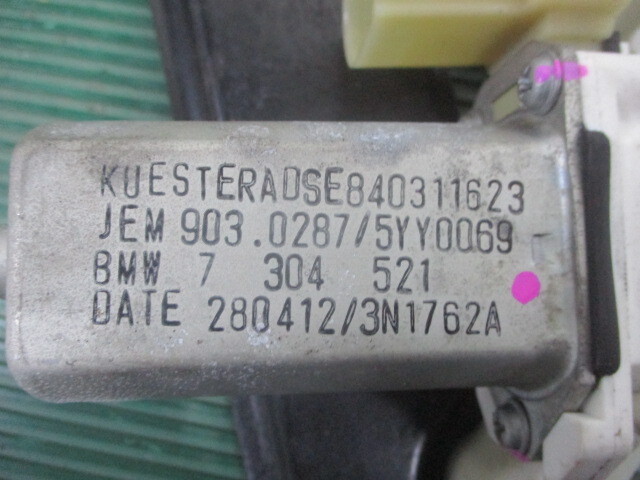 KUESTERADSE840311623
JEM 903.0287/5YY0069
BMW 7 304 521
DATE 280412/3N1762A